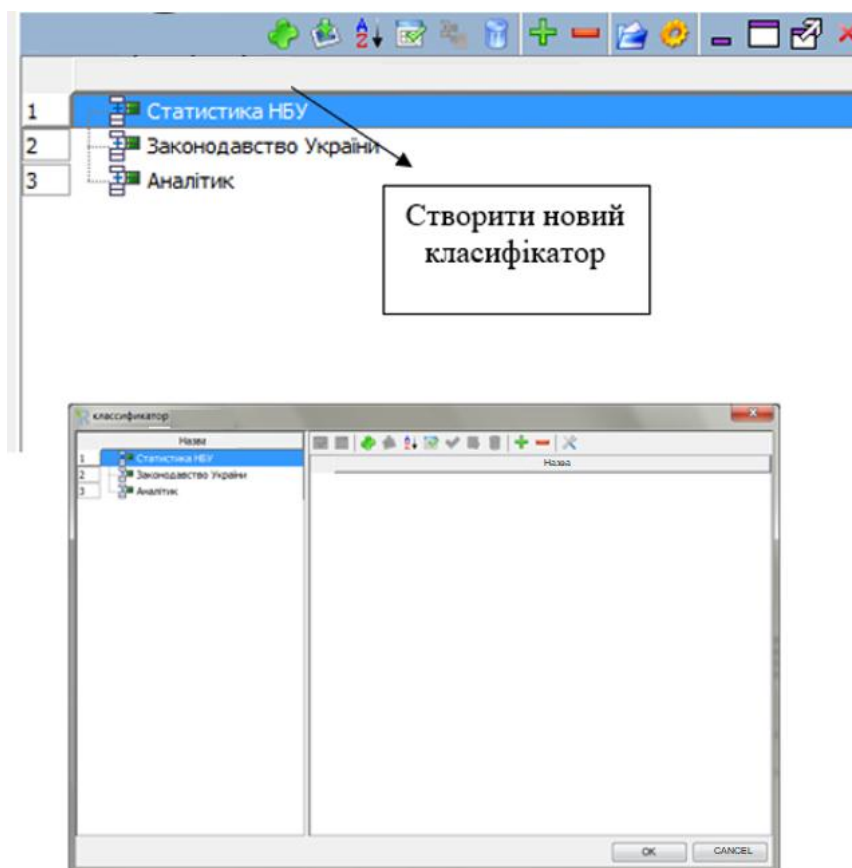 1 Статистика НБУ
2 Законодавство України
3 Аналітик
Створити новий
класифікатор
классификатор
Назва
1 Статистика НБУ
2 Законодавство України
3 Аналітик
Назва
OK CANCEL